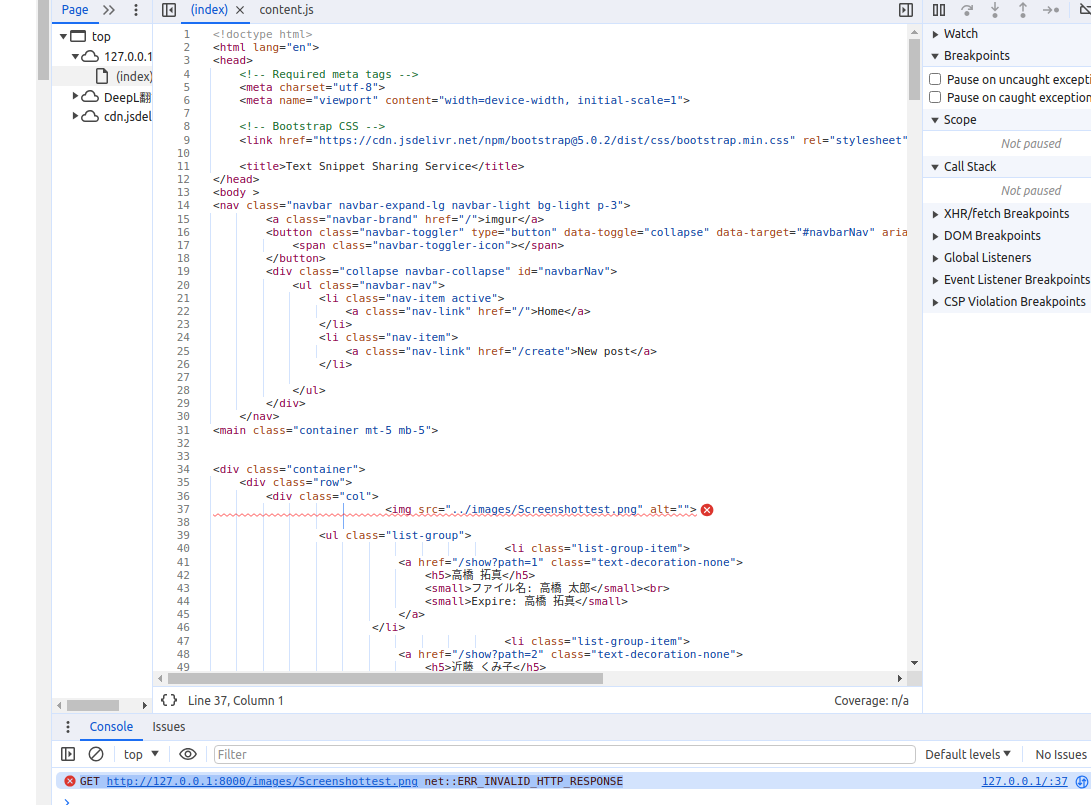 Page
(index)
content.js
top
127.0.0.1
(index)
DeepL翻
cdn.jsdel
1 <!doctype html>
2 <html lang="en">
3 <head>
4 <!-- Required meta tags -->
5 <meta charset="utf-8">
6 <meta name="viewport" content="width=device-width, initial-scale=1">
7
8 <!-- Bootstrap CSS -->
9 <link href="https://cdn.jsdelivr.net/npm/bootstrap@5.0.2/dist/css/bootstrap.min.css" rel="stylesheet"
10
11 <title>Text Snippet Sharing Service</title>
12 </head>
13 <body >
14 <nav class="navbar navbar-expand-lg navbar-light bg-light p-3">
15 <a class="navbar-brand" href="/">imgur</a>
16 <button class="navbar-toggler" type="button" data-toggle="collapse" data-target="#navbarNav" aria
17 <span class="navbar-toggler-icon"></span>
18 </button>
19 <div class="collapse navbar-collapse" id="navbarNav">
20 <ul class="navbar-nav">
21 <li class="nav-item active">
22 <a class="nav-link" href="/">Home</a>
23 </li>
24 <li class="nav-item">
25 <a class="nav-link" href="/create">New post</a>
26 </li>
27
28 </ul>
29 </div>
30 </nav>
31 <main class="container mt-5 mb-5">
32
33
34 <div class="container">
35 <div class="row">
36 <div class="col">
37 <img src="../images/Screenshottest.png" alt="">
38
39 <ul class="list-group">
40 <li class="list-group-item">
41 <a href="/show?path=1" class="text-decoration-none">
42 <h5>高橋 拓真</h5>
43 <small>ファイル名: 高橋 太郎</small><br>
44 <small>Expire: 高橋 拓真</small>
45 </a>
46 </li>
47 <li class="list-group-item">
48 <a href="/show?path=2" class="text-decoration-none">
49 <h5>近藤 くみ子</h5>
Line 37, Column 1
Coverage: n/a
Watch
Breakpoints
Pause on uncaught excepti
Pause on caught exception
Scope
Not paused
Call Stack
Not paused
XHR/fetch Breakpoints
DOM Breakpoints
Global Listeners
Event Listener Breakpoints
CSP Violation Breakpoints
Console
Issues
top
Filter
Default levels
No Issues
GET http://127.0.0.1:8000/images/Screenshottest.png net::ERR_INVALID_HTTP_RESPONSE
127.0.0.1/:37